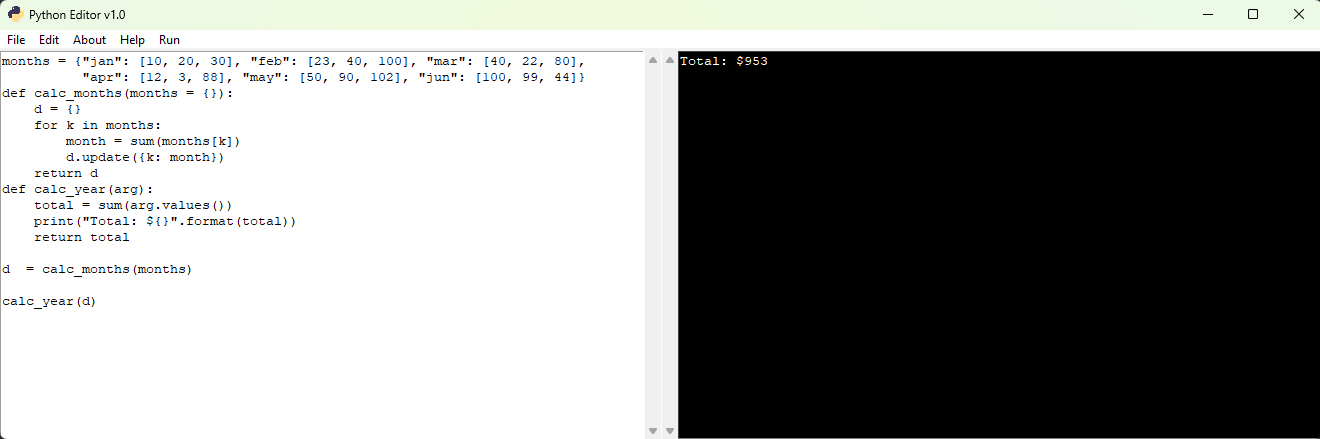 Python Editor v1.0
File Edit About Help Run
months = {"jan": [10, 20, 30], "feb": [23, 40, 100], "mar": [40, 22, 80],
          "apr": [12, 3, 88], "may": [50, 90, 102], "jun": [100, 99, 44]}
def calc_months(months = {}):
    d = {}
    for k in months:
        month = sum(months[k])
        d.update({k: month})
    return d
def calc_year(arg):
    total = sum(arg.values())
    print("Total: ${}".format(total))
    return total
d  = calc_months(months)
calc_year(d)
Total: $953